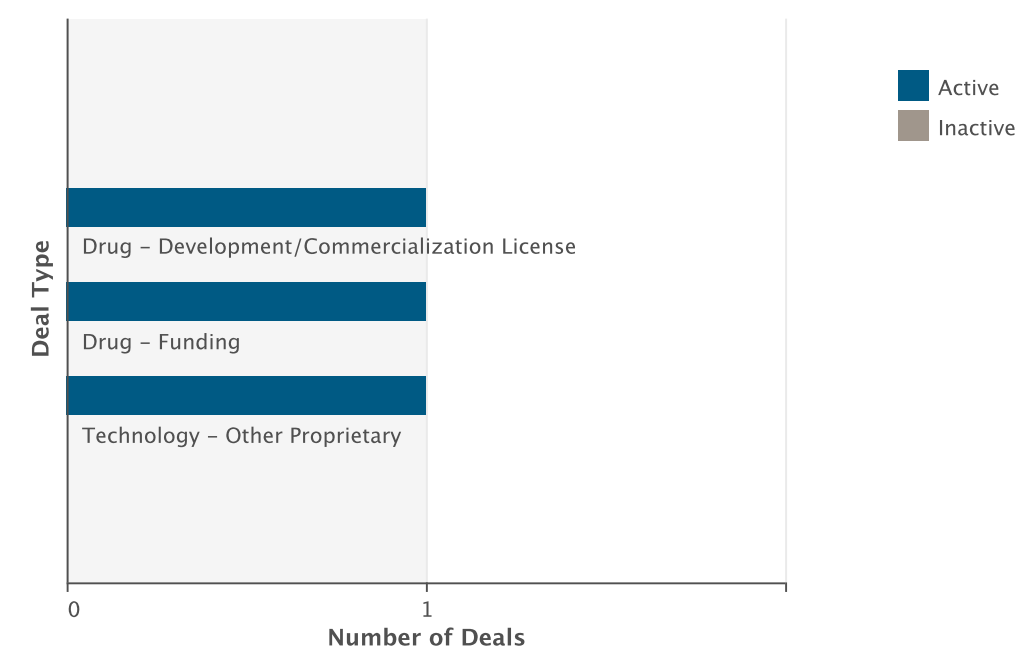 Active
Inactive
Deal Type
Drug – Development/Commercialization License
Drug – Funding
Technology – Other Proprietary
0
1
Number of Deals